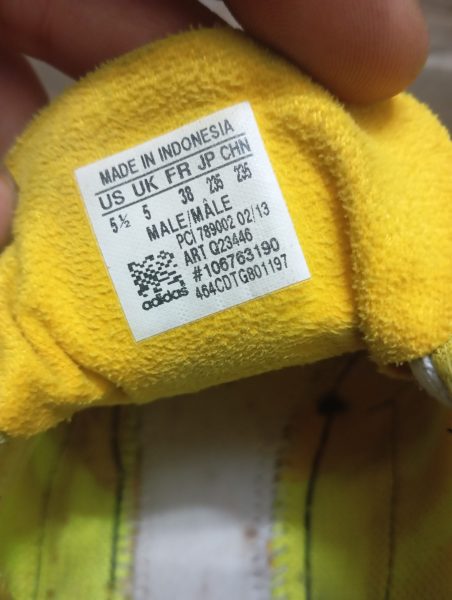 MADE IN INDONESIA
US UK FR JP CHN
5½ 5 38 235 235
MALE/MÂLE
PCI 789002 02/13
ART Q23446
#106763190
adidas 464CDTG801197